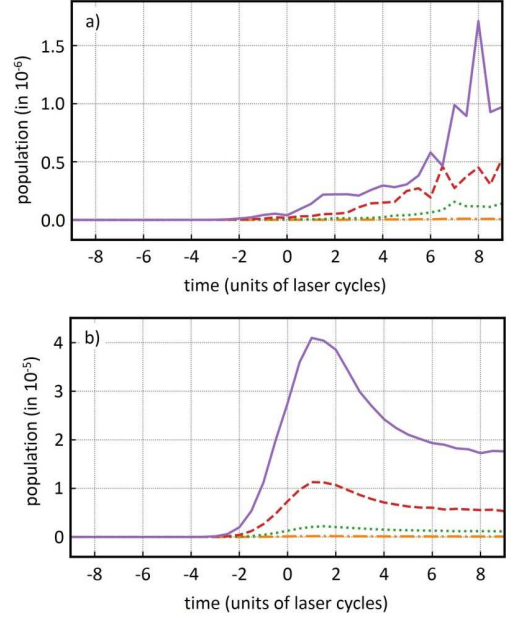 a)
population (in 10⁻⁶)
1.5
1.0
0.5
0.0
-8 -6 -4 -2 0 2 4 6 8
time (units of laser cycles)
b)
population (in 10⁻⁵)
4
3
2
1
0
-8 -6 -4 -2 0 2 4 6 8
time (units of laser cycles)